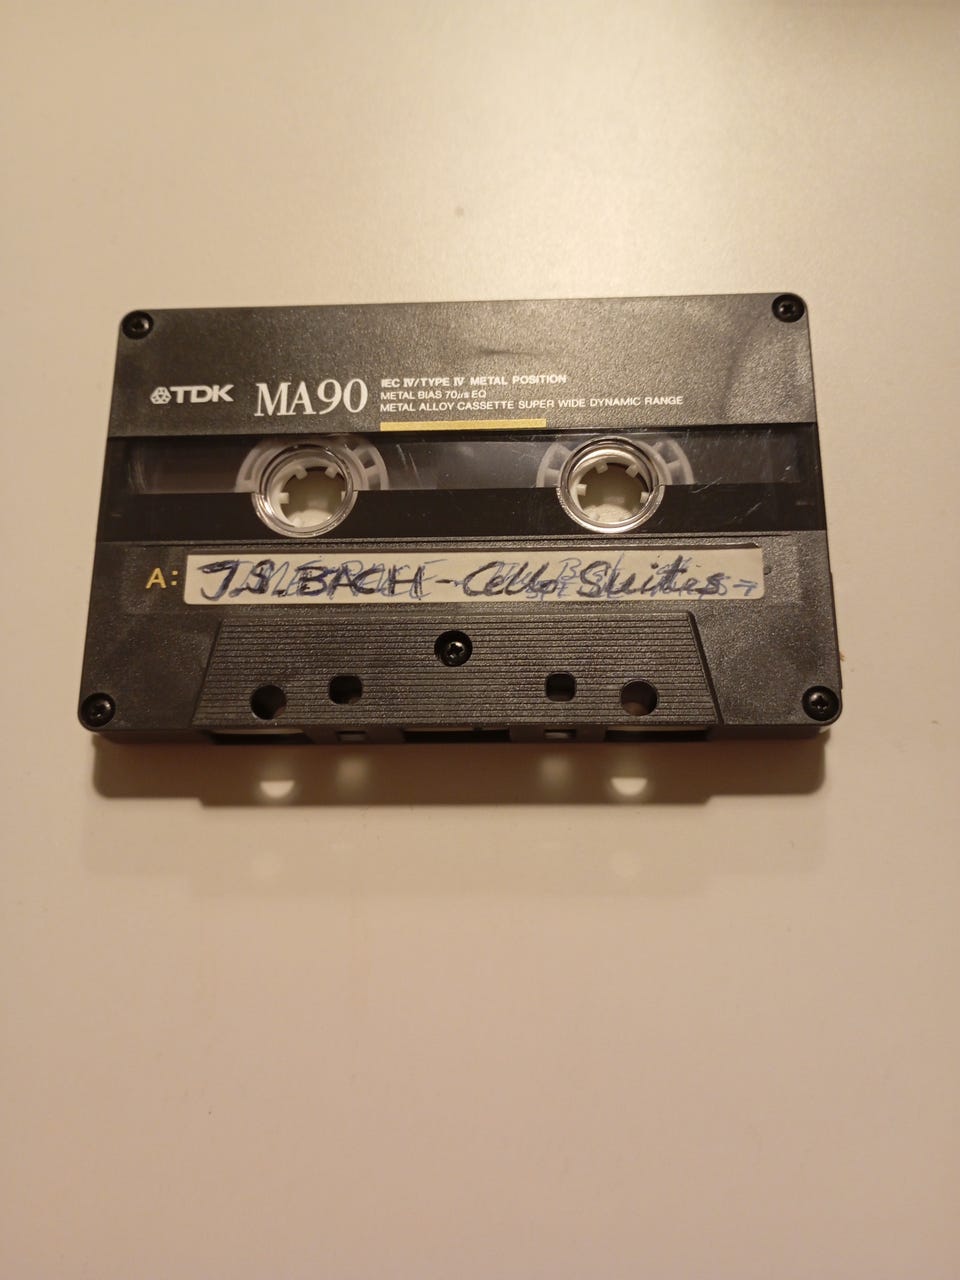 TDK MA90
IEC IV/TYPE IV METAL POSITION
METAL BIAS 70µs EQ
METAL ALLOY CASSETTE SUPER WIDE DYNAMIC RANGE
A: J.S. BACH - Cello Suites